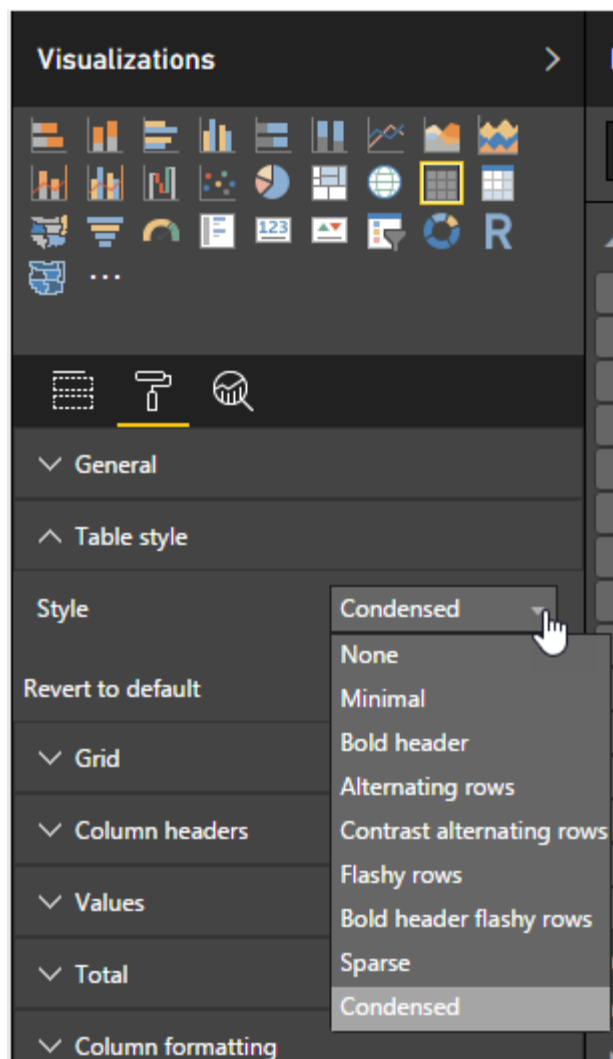 Visualizations
123
R
...
General
Table style
Style
Condensed
None
Revert to default
Minimal
Grid
Bold header
Alternating rows
Column headers
Contrast alternating rows
Flashy rows
Values
Bold header flashy rows
Sparse
Total
Condensed
Column formatting